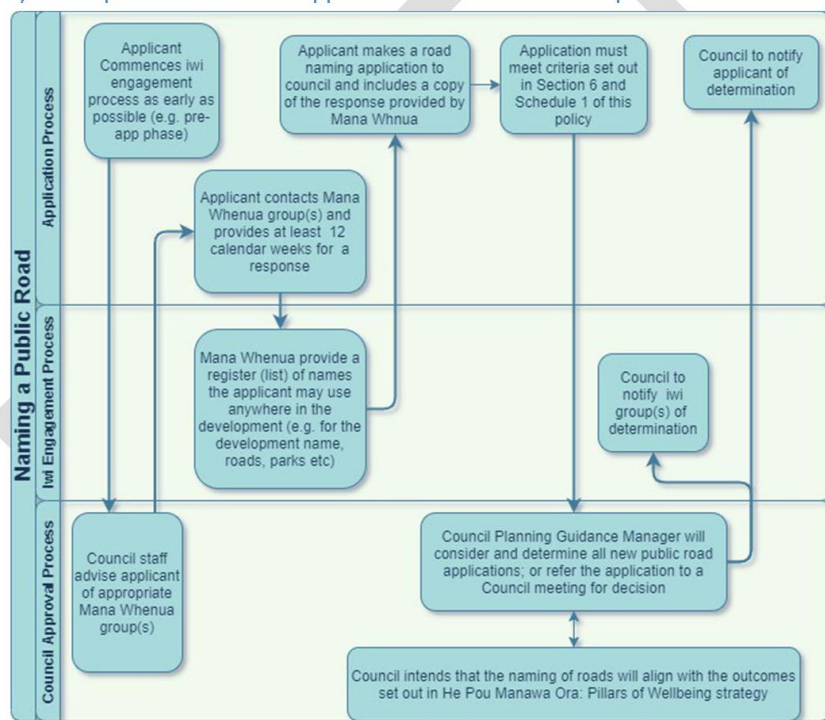 Naming a Public Road
Application Process
Applicant
Commences iwi
engagement
process as early as
possible (e.g. pre-
app phase)
Applicant makes a road
naming application to
council and includes a copy
of the response provided by
Mana Whnua
Application must
meet criteria set out
in Section 6 and
Schedule 1 of this
policy
Council to notify
applicant of
determination
Applicant contacts Mana
Whenua group(s) and
provides at least 12
calendar weeks for a
response
Iwi Engagement Process
Mana Whenua provide a
register (list) of names
the applicant may use
anywhere in the
development (e.g. for the
development name,
roads, parks etc)
Council to
notify iwi
group(s) of
determination
Council Approval Process
Council staff
advise applicant
of appropriate
Mana Whenua
group(s)
Council Planning Guidance Manager will
consider and determine all new public road
applications; or refer the application to a
Council meeting for decision
Council intends that the naming of roads will align with the outcomes
set out in He Pou Manawa Ora: Pillars of Wellbeing strategy